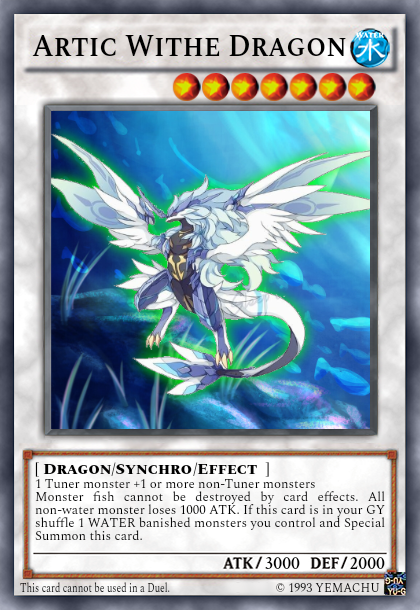 ARTIC WITHE DRAGON
WATER
水
[ DRAGON/SYNCHRO/EFFECT ]
1 Tuner monster +1 or more non-Tuner monsters
Monster fish cannot be destroyed by card effects. All
non-water monster loses 1000 ATK. If this card is in your GY
shuffle 1 WATER banished monsters you control and Special
Summon this card.
ATK/3000 DEF/2000
This card cannot be used in a Duel.
© 1993 YEMACHU